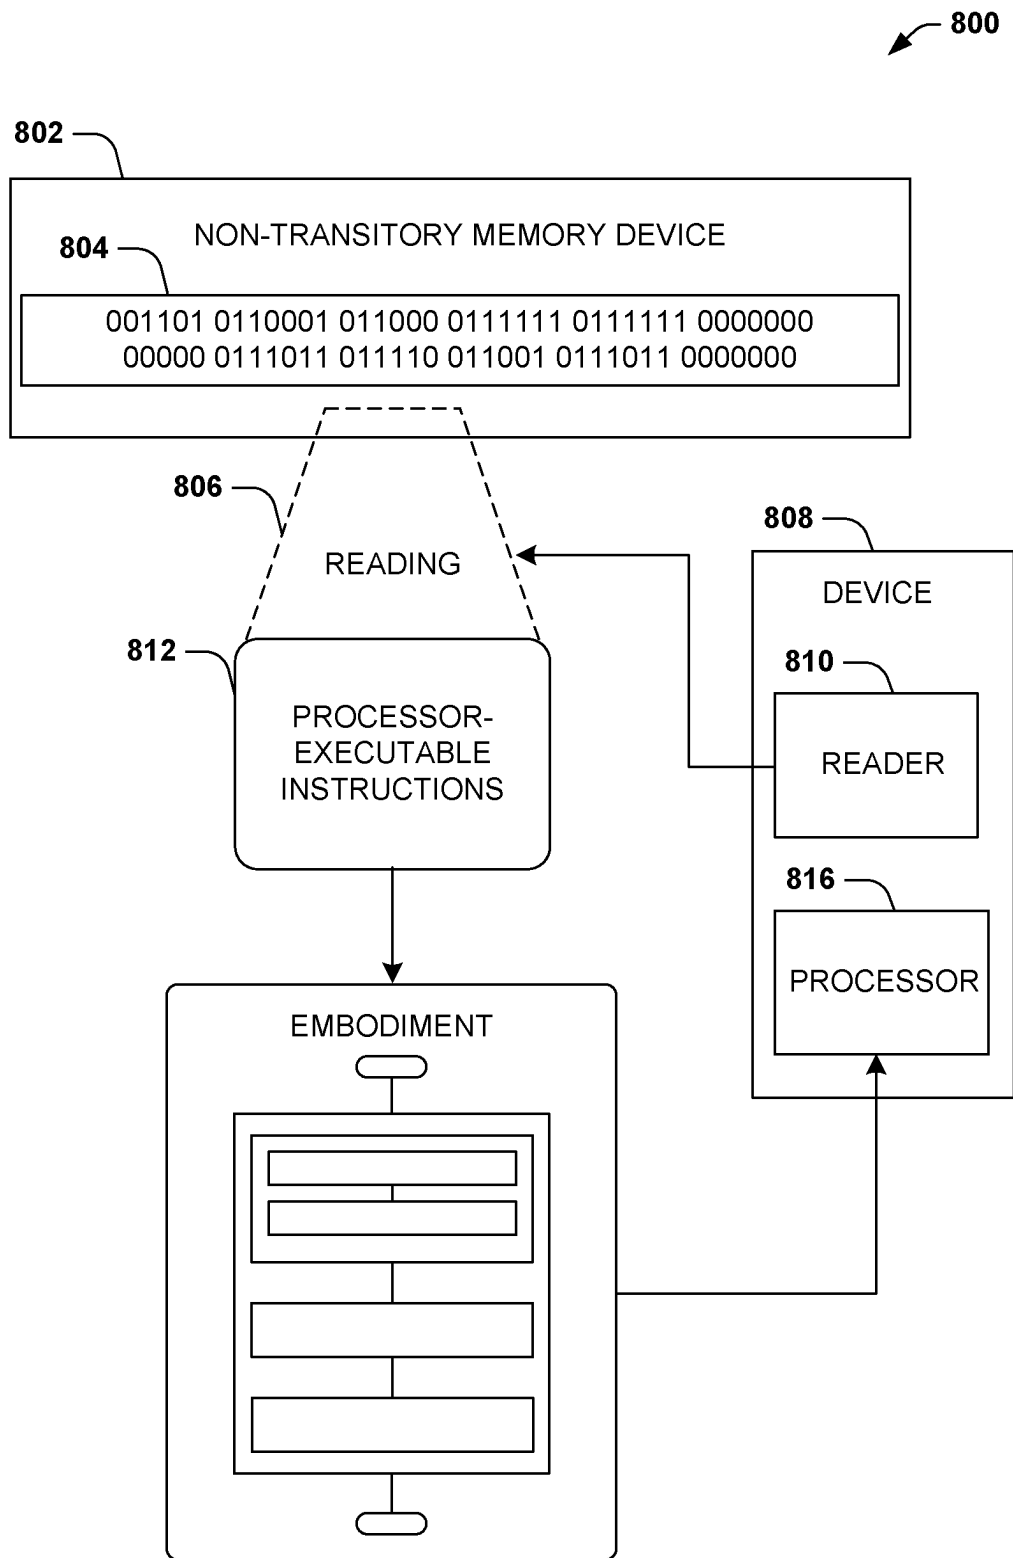 800
802
NON-TRANSITORY MEMORY DEVICE
804
001101 0110001 011000 0111111 0111111 0000000
00000 0111011 011110 011001 0111011 0000000
806
READING
808
DEVICE
810
READER
812
PROCESSOR-
EXECUTABLE
INSTRUCTIONS
816
PROCESSOR
EMBODIMENT